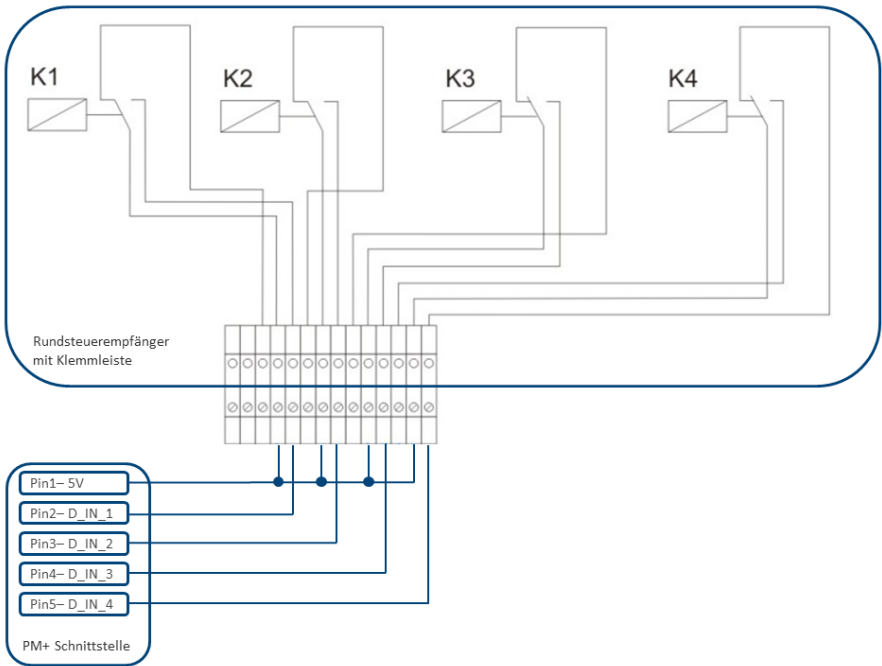 K1
K2
K3
K4
Rundsteuerempfänger
mit Klemmleiste
Pin1– 5V
Pin2– D_IN_1
Pin3– D_IN_2
Pin4– D_IN_3
Pin5– D_IN_4
PM+ Schnittstelle